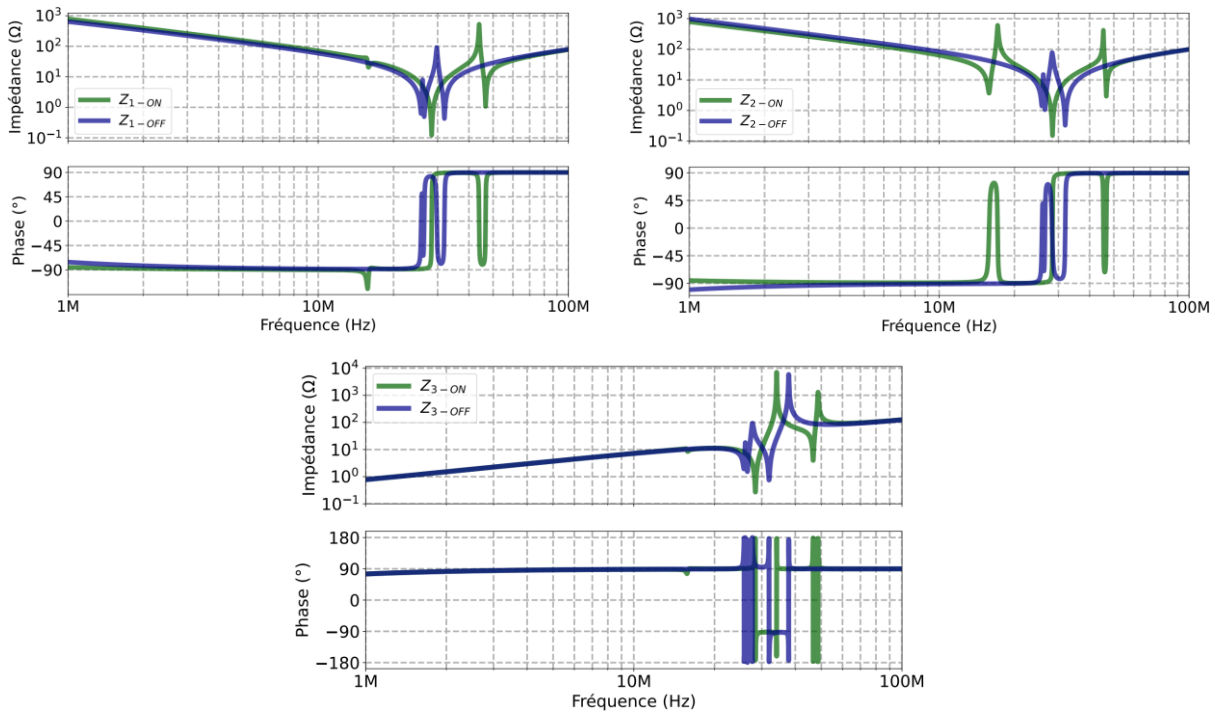 Impédance (Ω)
10³
10²
10¹
10⁰
10⁻¹
Z₁₋ON
Z₁₋OFF
Phase (°)
90
45
0
−45
−90
1M
10M
100M
Fréquence (Hz)
Impédance (Ω)
10³
10²
10¹
10⁰
10⁻¹
Z₂₋ON
Z₂₋OFF
Phase (°)
90
45
0
−45
−90
1M
10M
100M
Fréquence (Hz)
Impédance (Ω)
10⁴
10³
10²
10¹
10⁰
10⁻¹
Z₃₋ON
Z₃₋OFF
Phase (°)
180
90
0
−90
−180
1M
10M
100M
Fréquence (Hz)